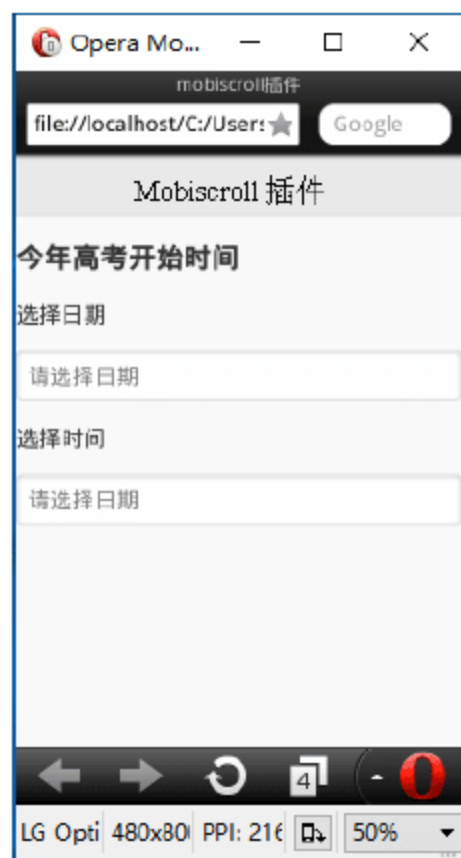 Opera Mo...
mobiscroll插件
file://localhost/C:/Users
Google
Mobiscroll 插件
今年高考开始时间
选择日期
请选择日期
选择时间
请选择日期
4
LG Opti 480x80 PPI: 216 50%